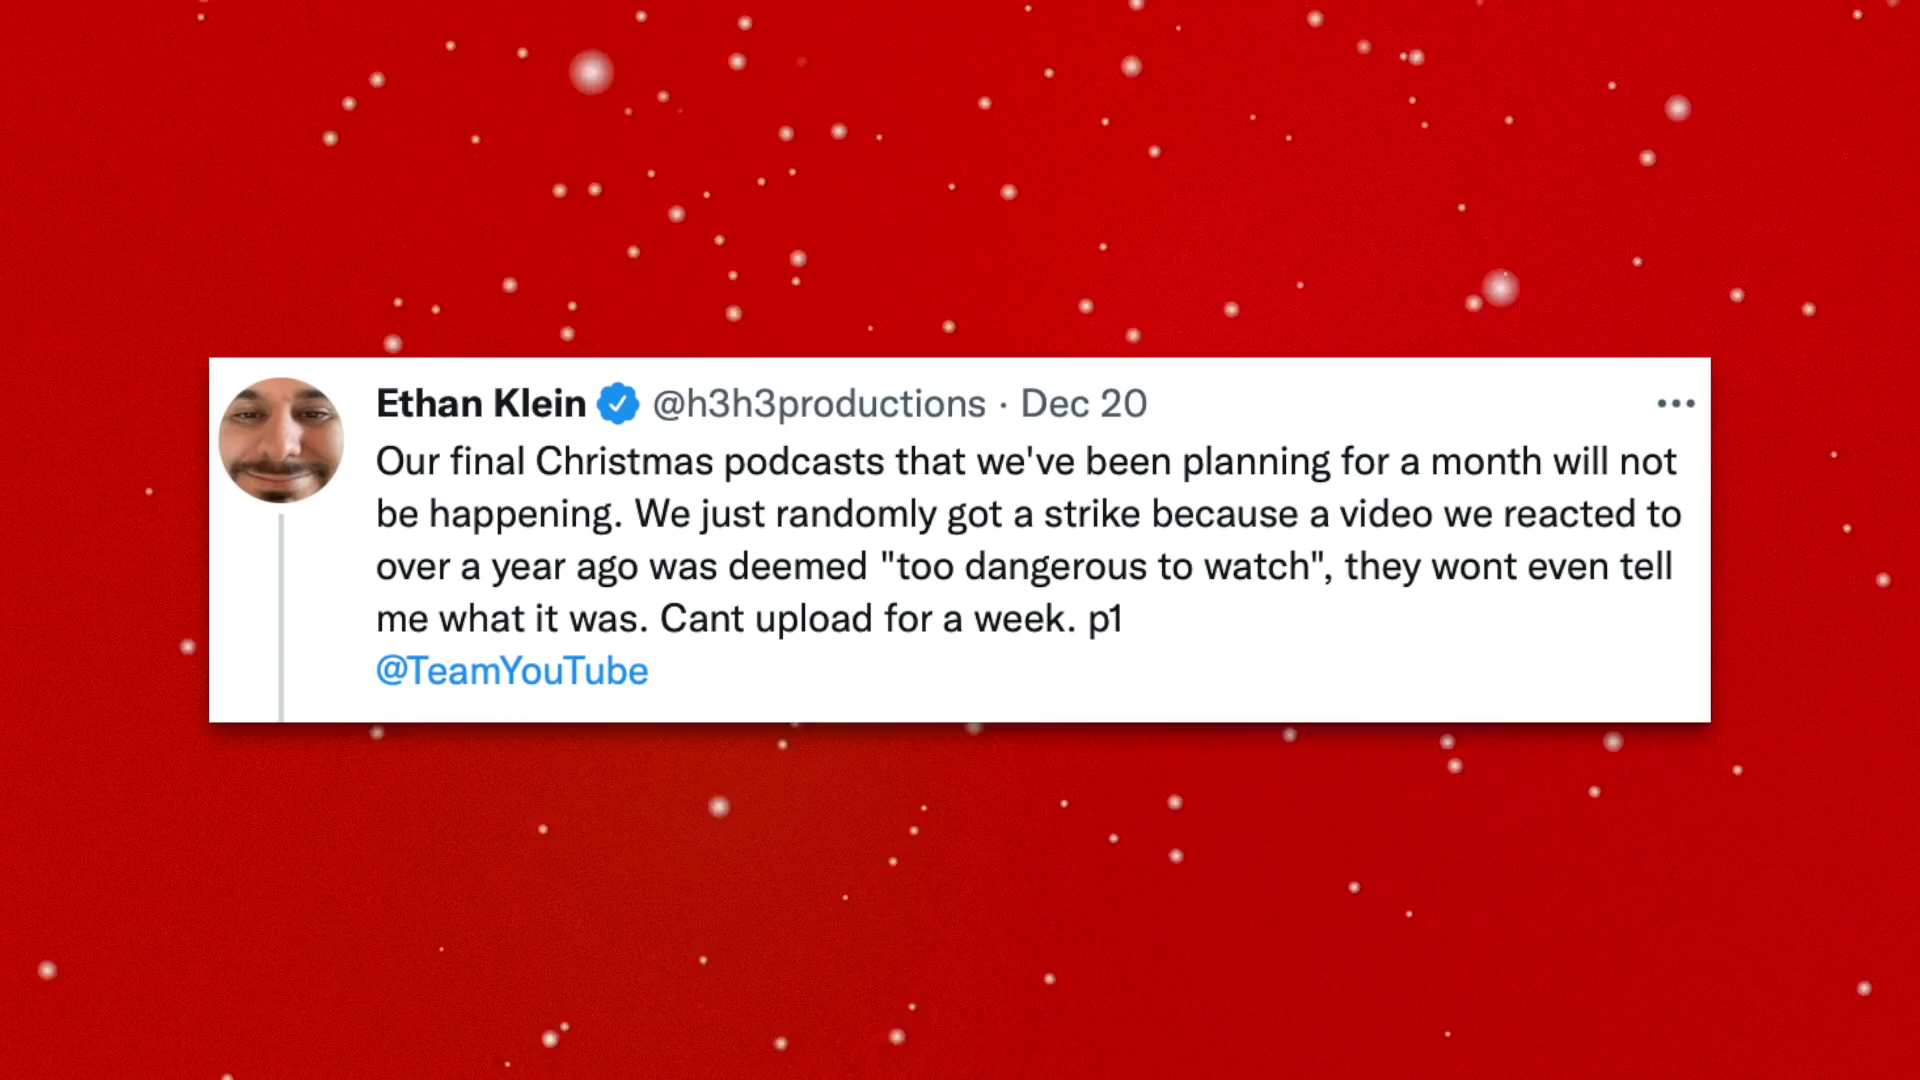 Ethan Klein @h3h3productions · Dec 20
Our final Christmas podcasts that we've been planning for a month will not
be happening. We just randomly got a strike because a video we reacted to
over a year ago was deemed "too dangerous to watch", they wont even tell
me what it was. Cant upload for a week. p1
@TeamYouTube